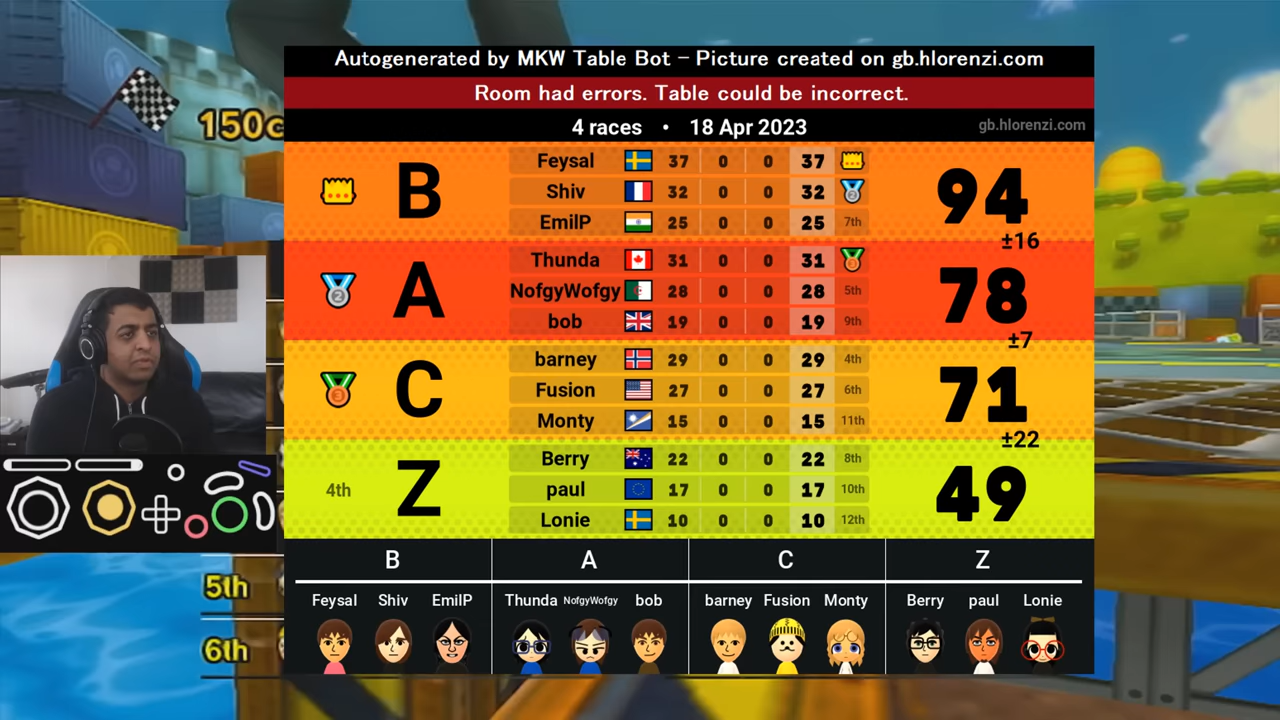 Autogenerated by MKW Table Bot – Picture created on gb.hlorenzi.com
Room had errors. Table could be incorrect.
4 races • 18 Apr 2023 gb.hlorenzi.com
150c
B
Feysal 37 0 0 37
Shiv 32 0 0 32 2
EmilP 25 0 0 25 7th
94
±16
2 A
Thunda 31 0 0 31 3
NofgyWofgy 28 0 0 28 5th
bob 19 0 0 19 9th
78
±7
3 C
barney 29 0 0 29 4th
Fusion 27 0 0 27 6th
Monty 15 0 0 15 11th
71
±22
4th Z
Berry 22 0 0 22 8th
paul 17 0 0 17 10th
Lonie 10 0 0 10 12th
49
B A C Z
Feysal Shiv EmilP Thunda NofgyWofgy bob barney Fusion Monty Berry paul Lonie
5th
6th